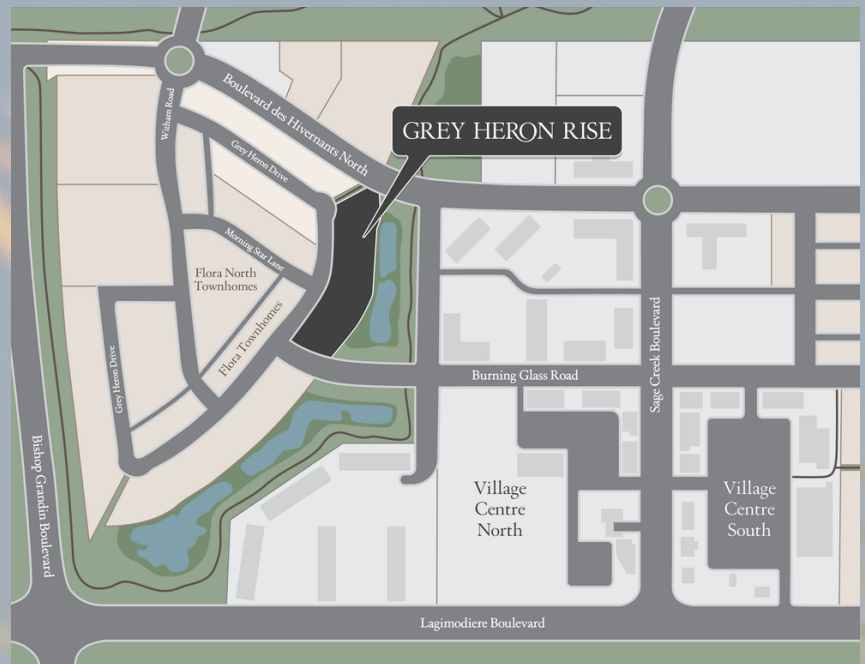 Boulevard des Hivernants North
Witham Road
GREY HERON RISE
Grey Heron Drive
Morning Star Lane
Flora North
Townhomes
Flora Townhomes
Grey Heron Drive
Burning Glass Road
Sage Creek Boulevard
Bishop Grandin Boulevard
Village
Centre
North
Village
Centre
South
Lagimodiere Boulevard